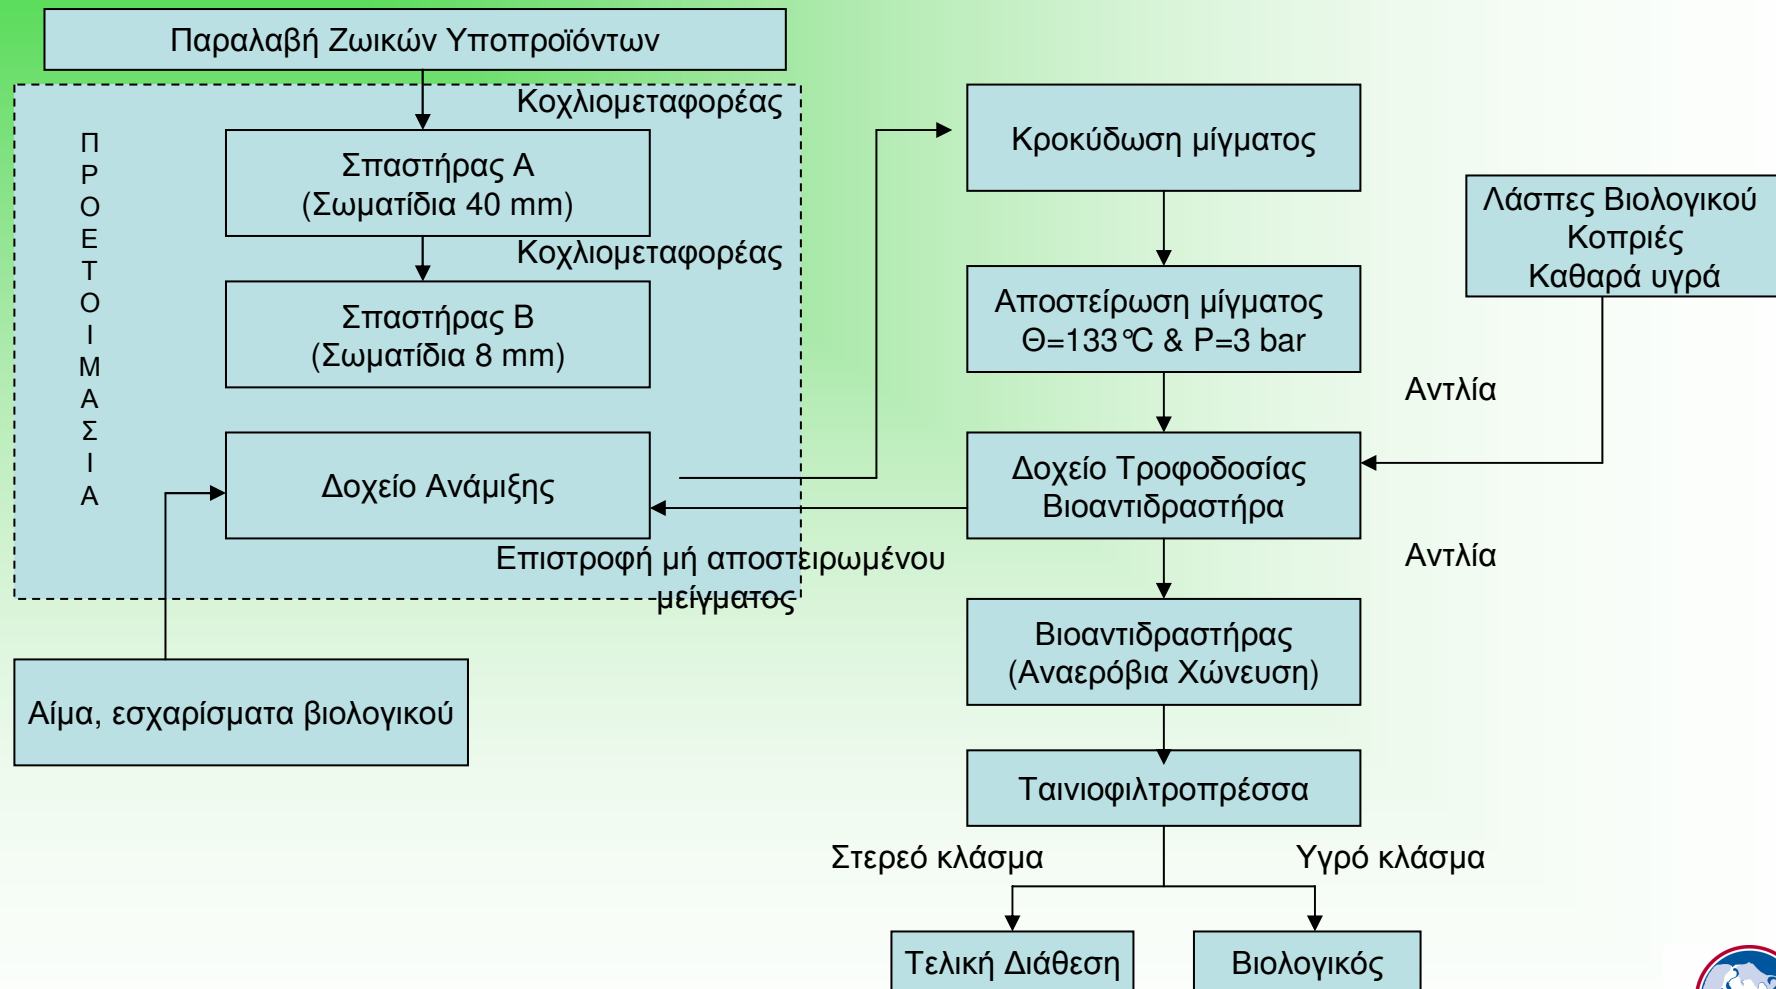 Παραλαβή Ζωικών Υποπροϊόντων
Κοχλιομεταφορέας
ΠΡΟΕΤΟΙΜΑΣΙΑ
Σπαστήρας Α
(Σωματίδια 40 mm)
Κοχλιομεταφορέας
Σπαστήρας Β
(Σωματίδια 8 mm)
Δοχείο Ανάμιξης
Επιστροφή μή αποστειρωμένου
μείγματος
Αίμα, εσχαρίσματα βιολογικού
Κροκύδωση μίγματος
Αποστείρωση μίγματος
Θ=133°C & P=3 bar
Λάσπες Βιολογικού
Κοπριές
Καθαρά υγρά
Αντλία
Δοχείο Τροφοδοσίας
Βιοαντιδραστήρα
Αντλία
Βιοαντιδραστήρας
(Αναερόβια Χώνευση)
Ταινιοφιλτροπρέσσα
Στερεό κλάσμα
Υγρό κλάσμα
Τελική Διάθεση
Βιολογικός